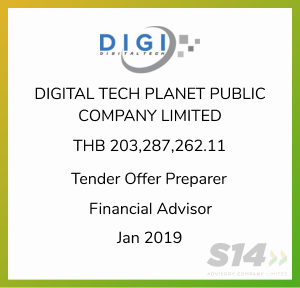 DIGI
DIGITALTECH
DIGITAL TECH PLANET PUBLIC
COMPANY LIMITED
THB 203,287,262.11
Tender Offer Preparer
Financial Advisor
Jan 2019
S14
ADVISORY COMPANY LIMITED